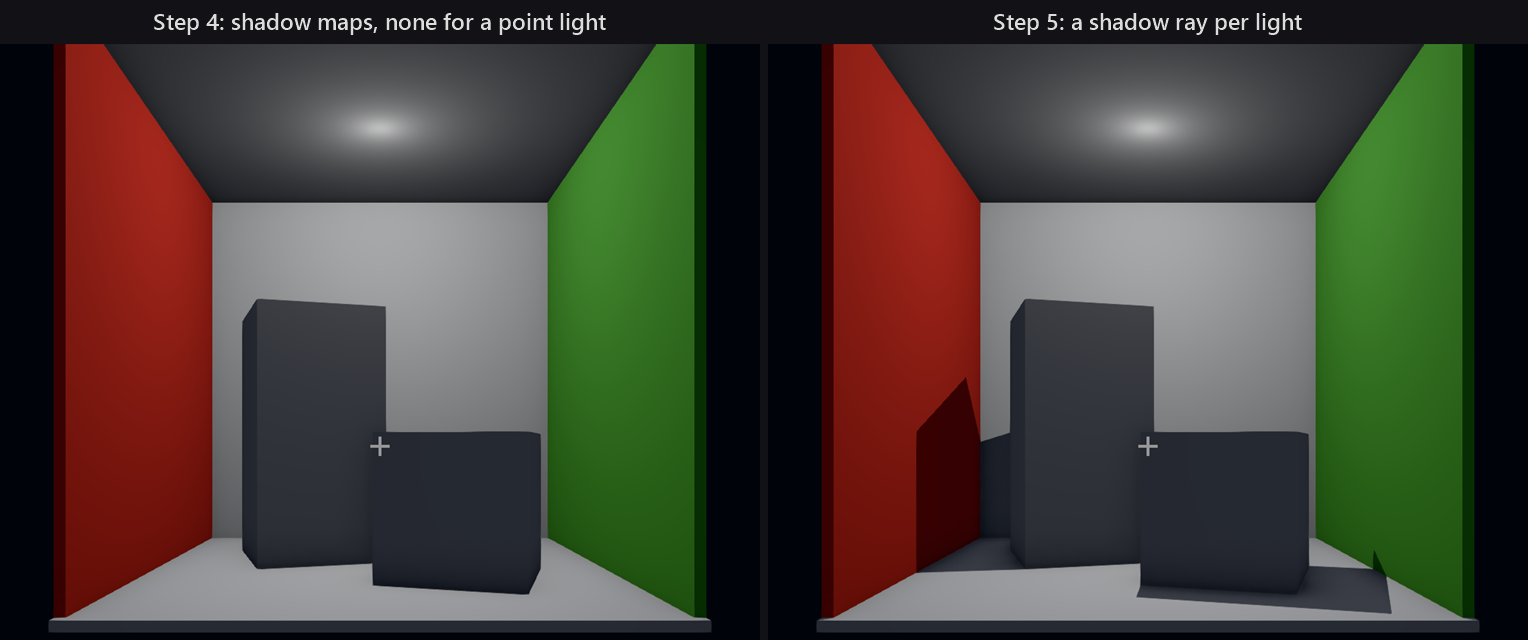 Step 4: shadow maps, none for a point light
Step 5: a shadow ray per light